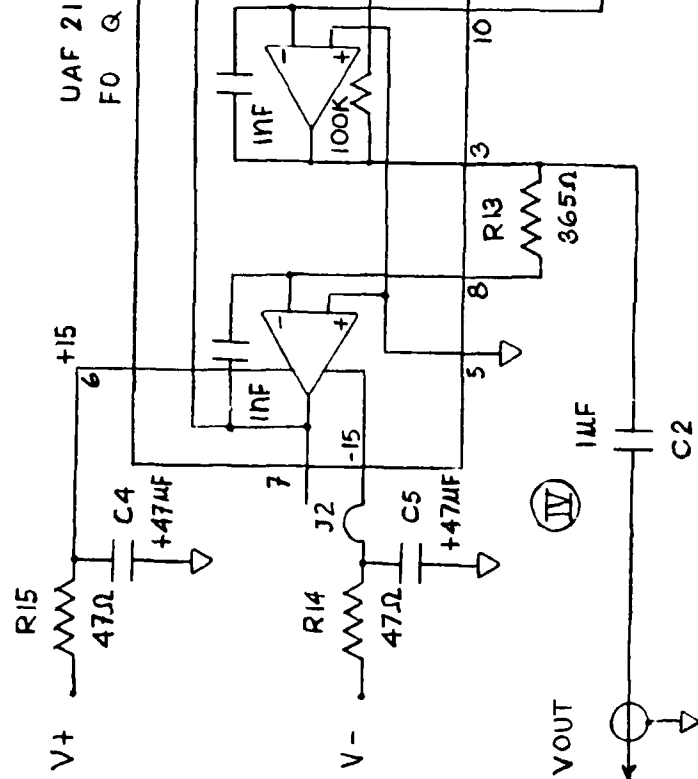 UAF 21
FO Q
10
1nF
100K
-
+
3
R13
365Ω
8
+15
6
1nF
-
+
5
-15
7
J2
C4
+47µF
C5
+47µF
R15
47Ω
R14
47Ω
V+
V-
1µF
C2
IV
VOUT